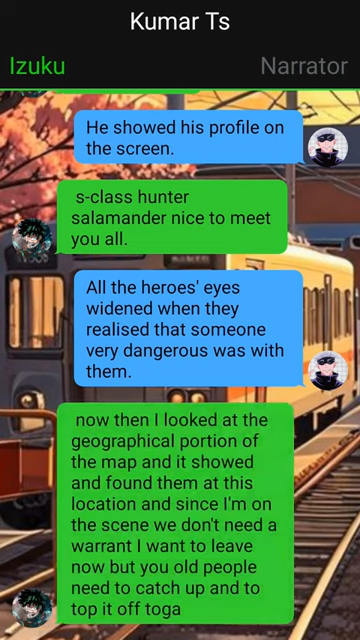 Kumar Ts
Izuku
Narrator
He showed his profile on
the screen.
s-class hunter
salamander nice to meet
you all.
All the heroes' eyes
widened when they
realised that someone
very dangerous was with
them.
now then I looked at the
geographical portion of
the map and it showed
and found them at this
location and since I'm on
the scene we don't need a
warrant I want to leave
now but you old people
need to catch up and to
top it off toga